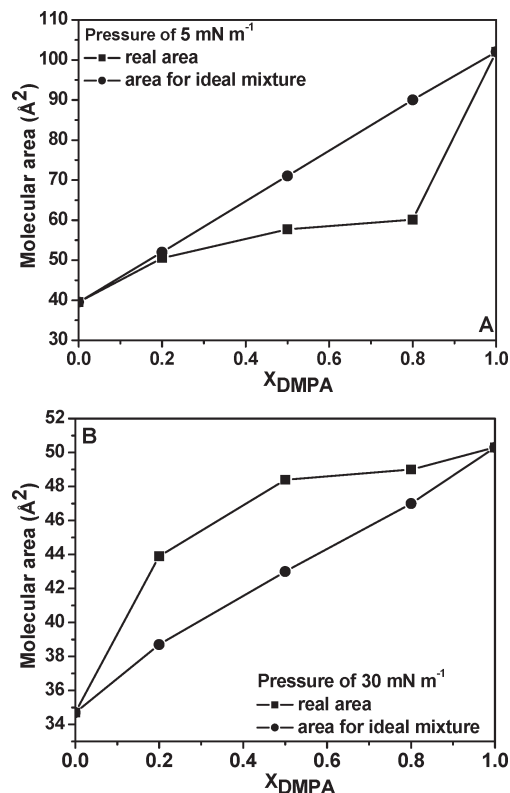 Pressure of 5 mN m⁻¹
real area
area for ideal mixture
Molecular area (Å²)
110
100
90
80
70
60
50
40
30
A
0.0 0.2 0.4 0.6 0.8 1.0
X_DMPA
B
Molecular area (Å²)
52
50
48
46
44
42
40
38
36
34
Pressure of 30 mN m⁻¹
real area
area for ideal mixture
0.0 0.2 0.4 0.6 0.8 1.0
X_DMPA